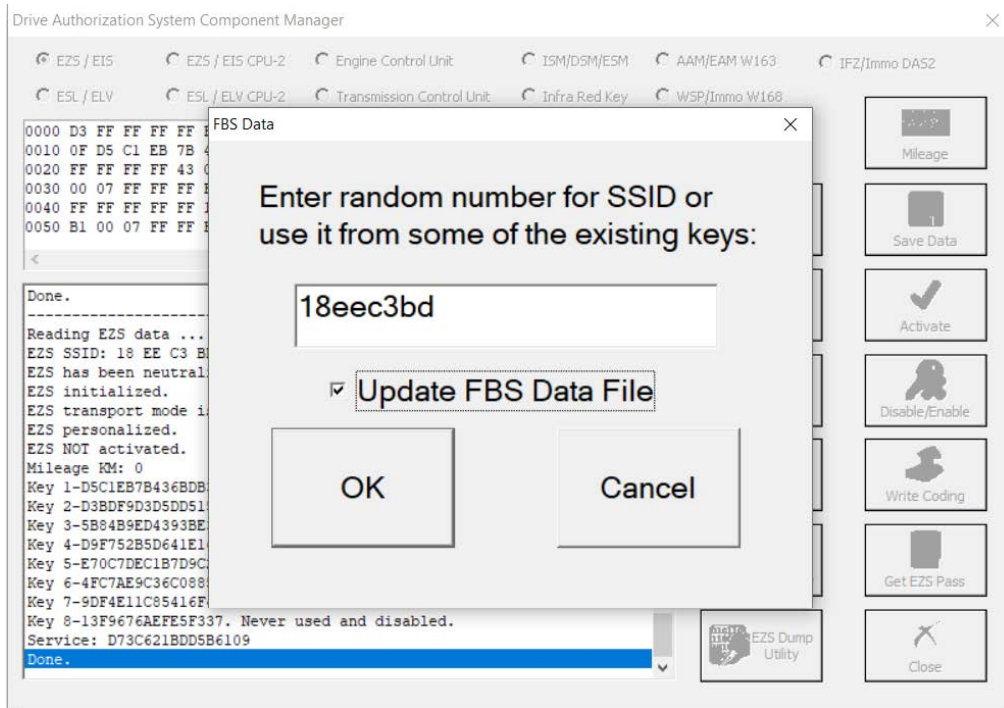 Drive Authorization System Component Manager
EZS / EIS
EZS / EIS CPU-2
Engine Control Unit
ISM/DSM/ESM
AAM/EAM W163
IFZ/Immo DAS2
ESL / ELV
ESL / ELV CPU-2
Transmission Control Unit
Infra Red Key
WSP/Immo W168
0000 D3 FF FF FF FF
0010 0F D5 C1 EB 7B
0020 FF FF FF FF 43
0030 00 07 FF FF FF
0040 FF FF FF FF FF
0050 B1 00 07 FF FF
FBS Data
Enter random number for SSID or
use it from some of the existing keys:
18eec3bd
Update FBS Data File
OK
Cancel
Mileage
Save Data
Activate
Disable/Enable
Write Coding
Get EZS Pass
Close
EZS Dump
Utility
Done.
Reading EZS data ...
EZS SSID: 18 EE C3
EZS has been
EZS initialized.
EZS transport mode
EZS personalized.
EZS NOT activated.
Mileage KM: 0
Key 1-D5C1EB7B436BDB
Key 2-D3BDF9D3D5DD51
Key 3-5B84B9ED4393BE
Key 4-D9F752B5D641E1
Key 5-E70C7DEC1B7D9C
Key 6-4FC7AE9C36C088
Key 7-9DF4E11C85416F
Key 8-13F9676AEFE5F337. Never used and disabled.
Service: D73C621BDD5B6109
Done.